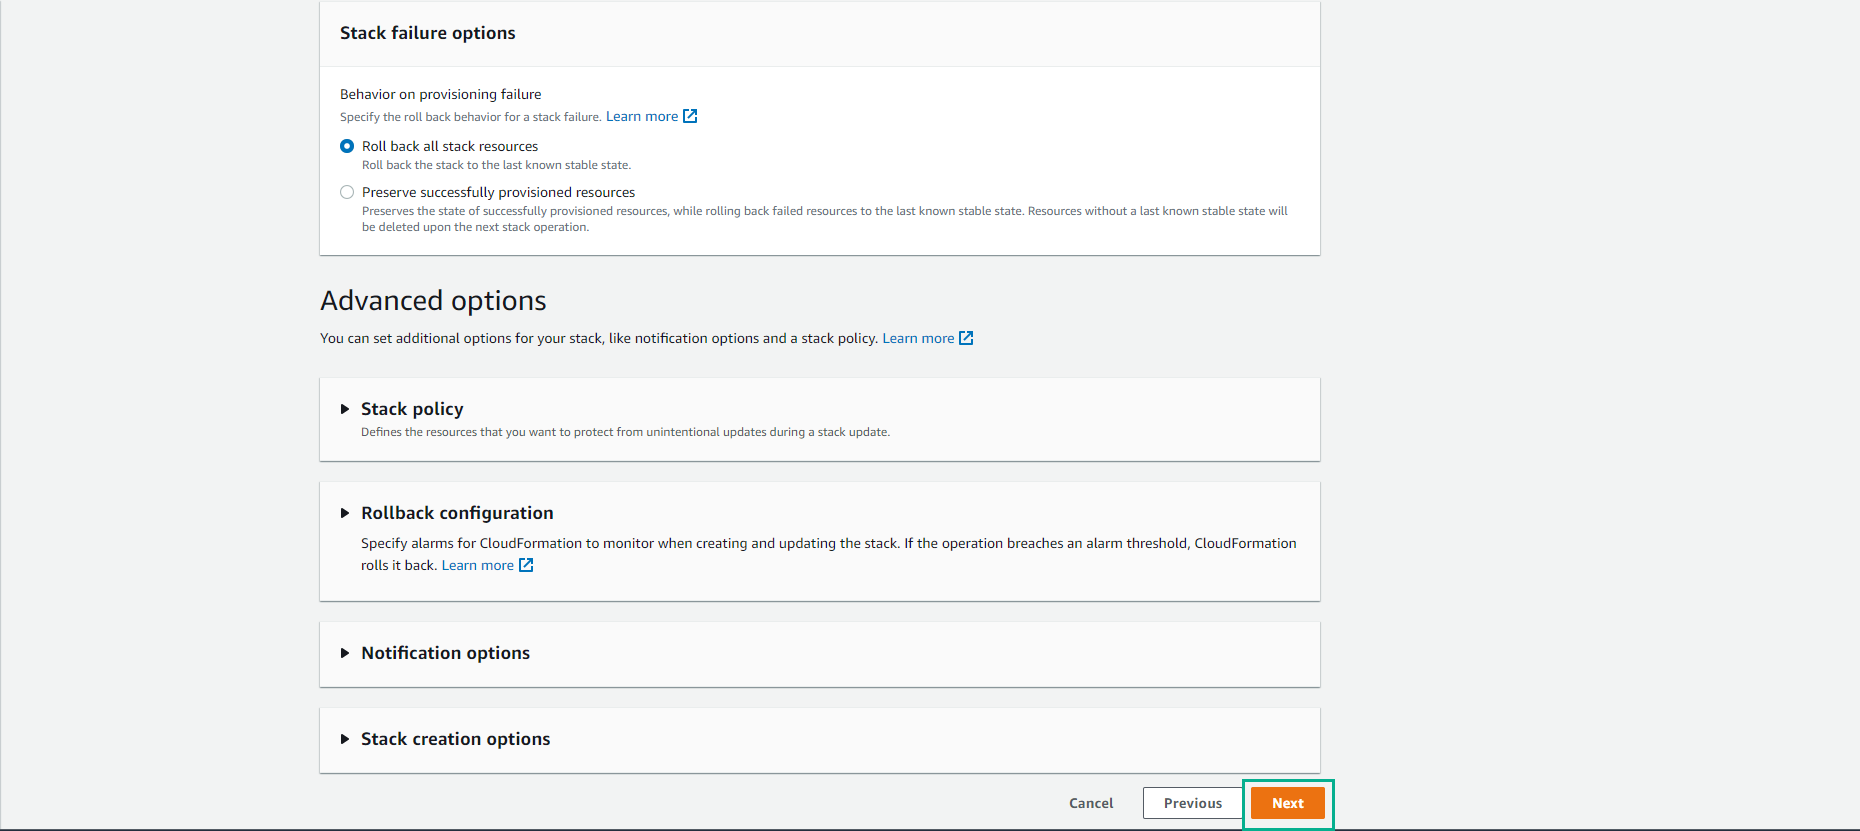 Stack failure options
Behavior on provisioning failure
Specify the roll back behavior for a stack failure. Learn more
Roll back all stack resources
Roll back the stack to the last known stable state.
Preserve successfully provisioned resources
Preserves the state of successfully provisioned resources, while rolling back failed resources to the last known stable state. Resources without a last known stable state will
be deleted upon the next stack operation.
Advanced options
You can set additional options for your stack, like notification options and a stack policy. Learn more
Stack policy
Defines the resources that you want to protect from unintentional updates during a stack update.
Rollback configuration
Specify alarms for CloudFormation to monitor when creating and updating the stack. If the operation breaches an alarm threshold, CloudFormation
rolls it back. Learn more
Notification options
Stack creation options
Cancel Previous Next